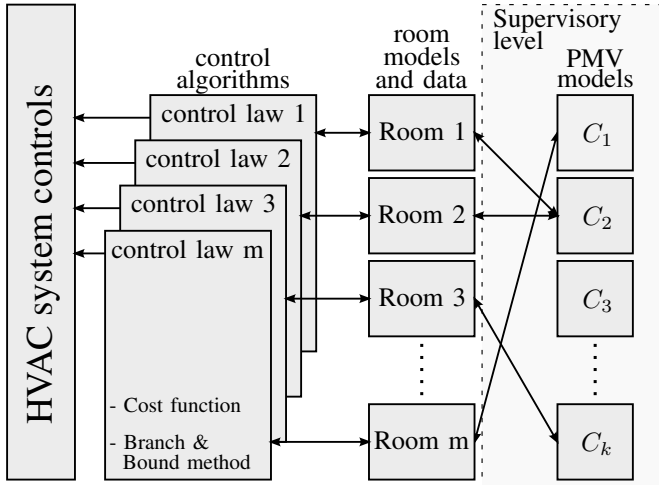 HVAC system controls
control
algorithms
control law 1
control law 2
control law 3
control law m
- Cost function
- Branch &
Bound method
room
models
and data
Room 1
Room 2
Room 3
Room m
Supervisory
level
PMV
models
C1
C2
C3
Ck